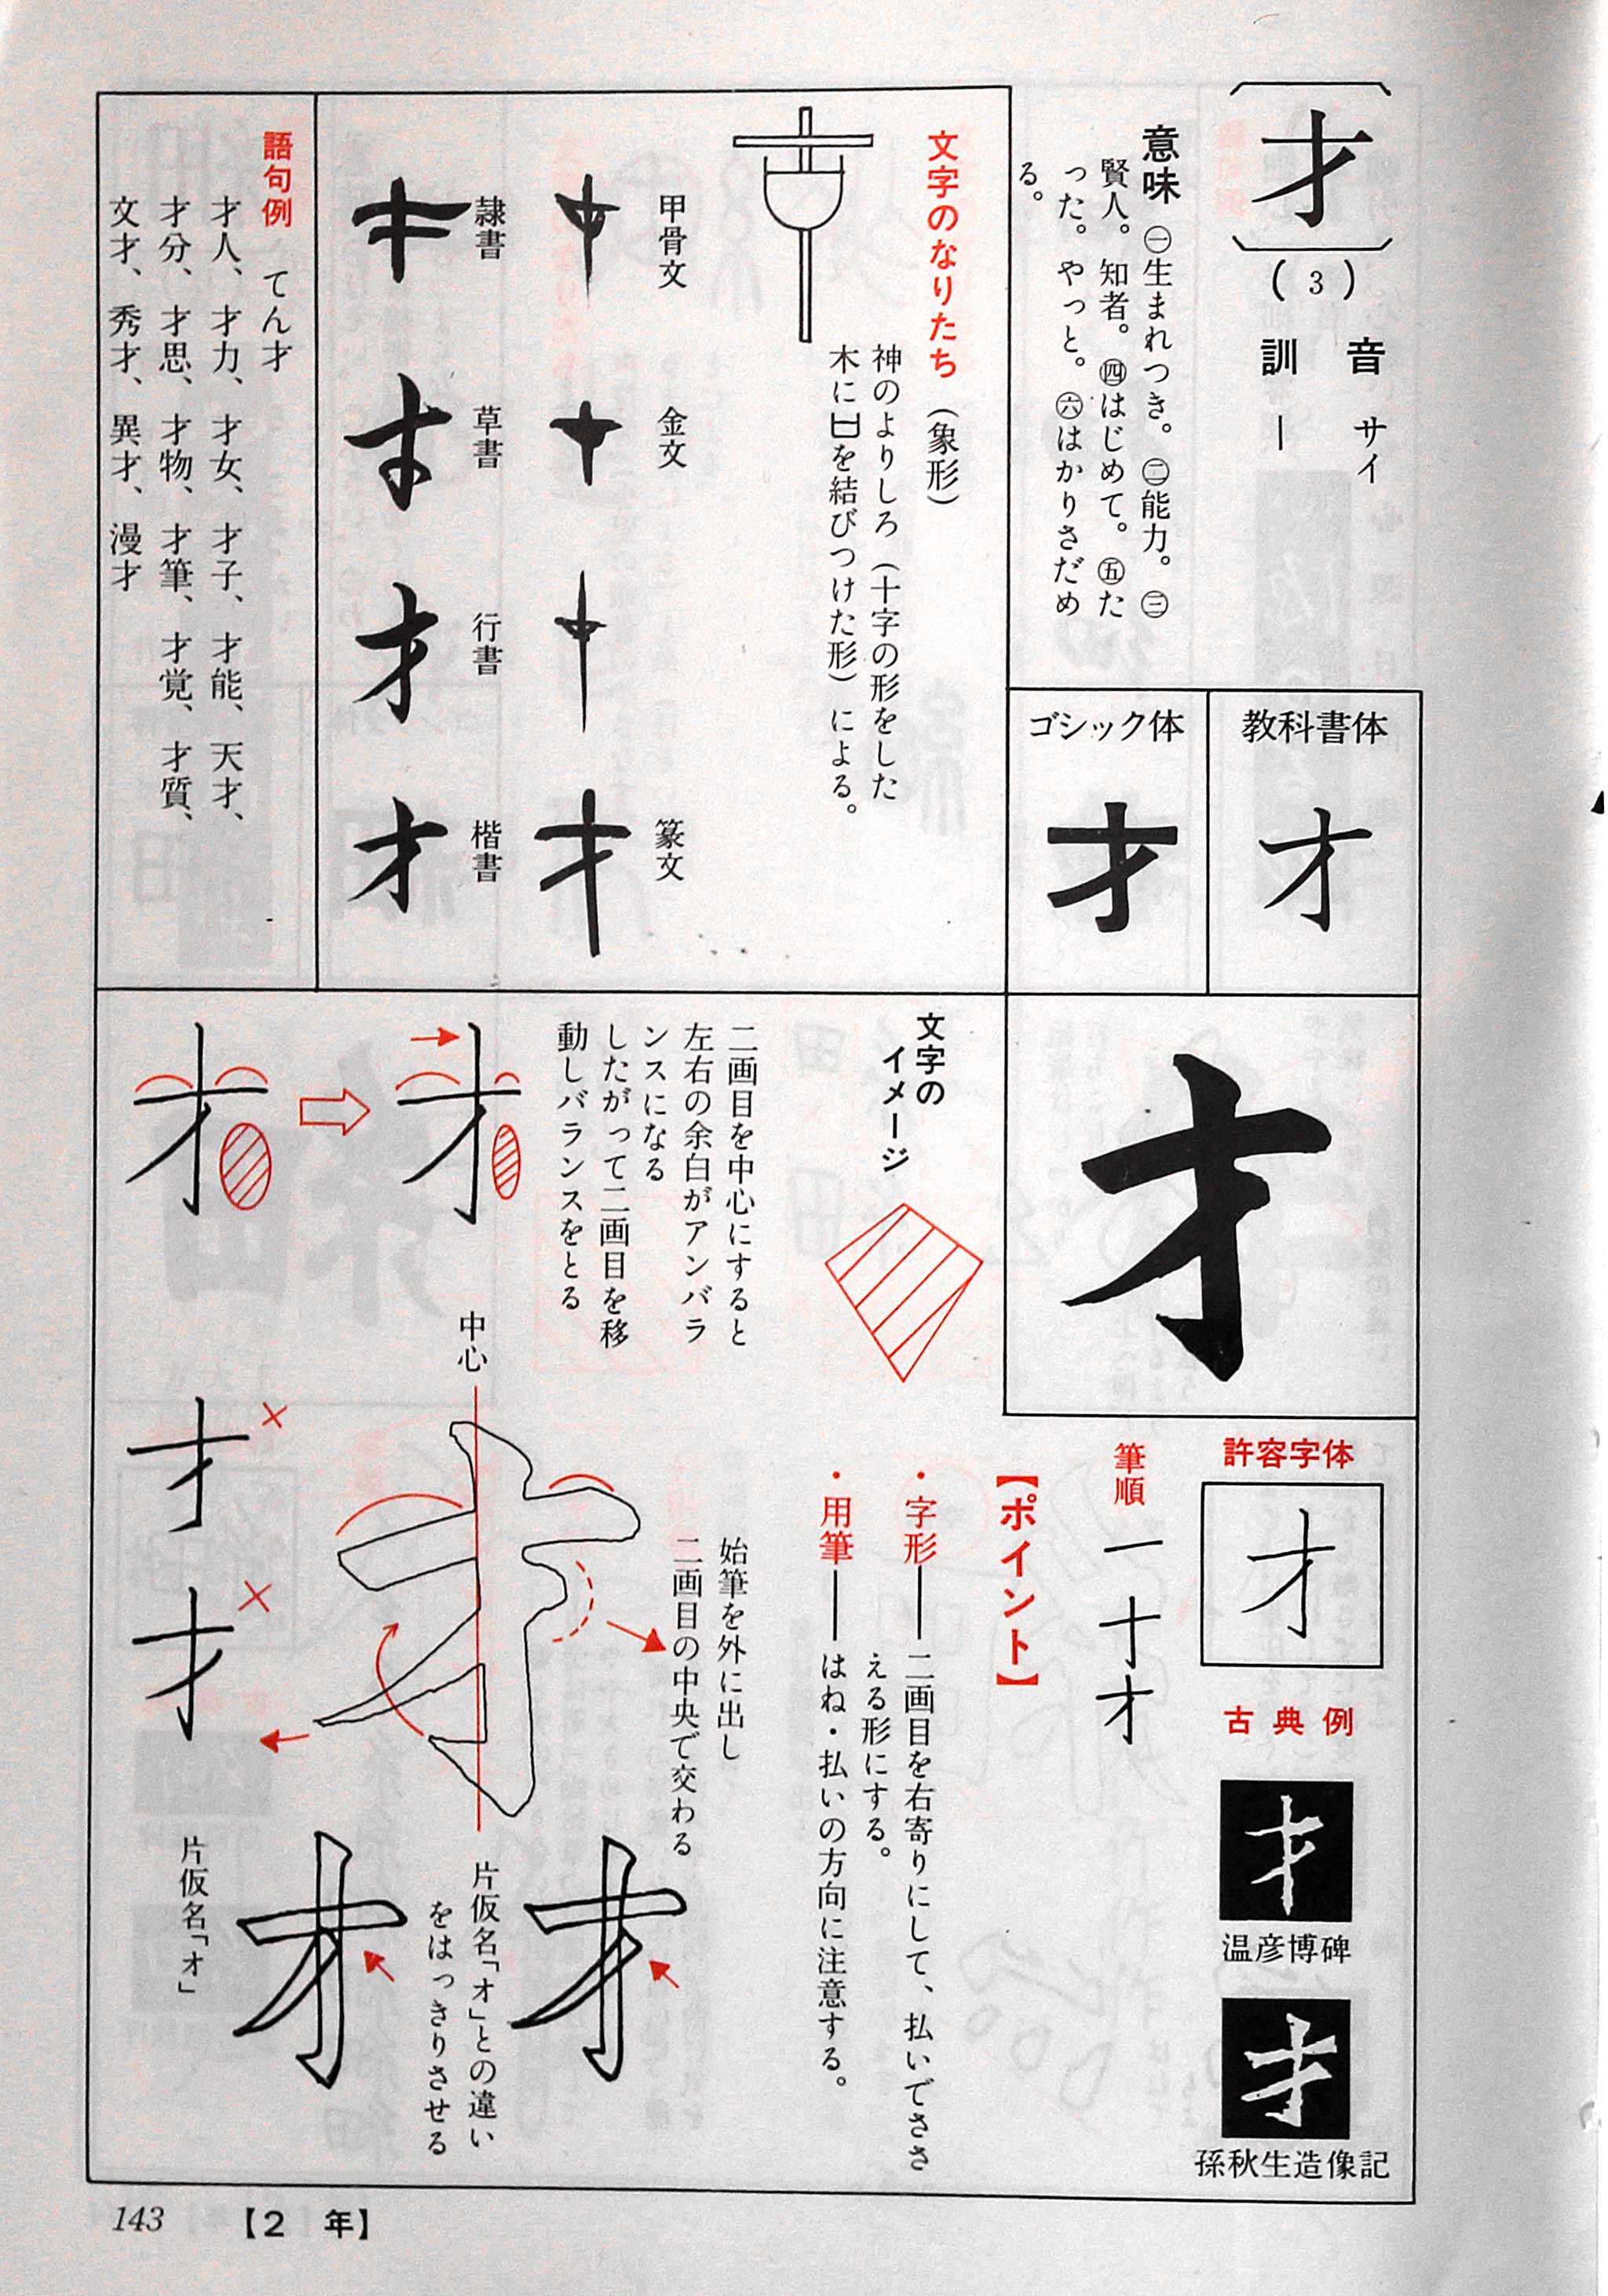 才
(3)
音 サイ
訓 ー
意味 ㊀生まれつき。㊁能力。㊂
賢人。知者。㊃はじめて。㊄た
った。やっと。㊅はかりさだめ
る。
教科書体
才
ゴシック体
才
文字のなりたち（象形）
神のよりしろ（十字の形をした
木に𠙵を結びつけた形）による。
甲骨文
金文
篆文
隷書
草書
行書
楷書
語句例 てん才
才人、才力、才女、才子、才能、天才、
才分、才思、才物、才筆、才覚、才質、
文才、秀才、異才、漫才
才
許容字体
才
古典例
温彦博碑
孫秋生造像記
筆順 一 十 才
【ポイント】
・字形──二画目を右寄りにして、払いでささ
える形にする。
・用筆──はね・払いの方向に注意する。
文字の
イメージ
二画目を中心にすると
左右の余白がアンバラ
ンスになる
したがって二画目を移
動しバランスをとる
始筆を外に出し
二画目の中央で交わる
中心
片仮名「オ」との違い
をはっきりさせる
片仮名「オ」
143 【2 年】